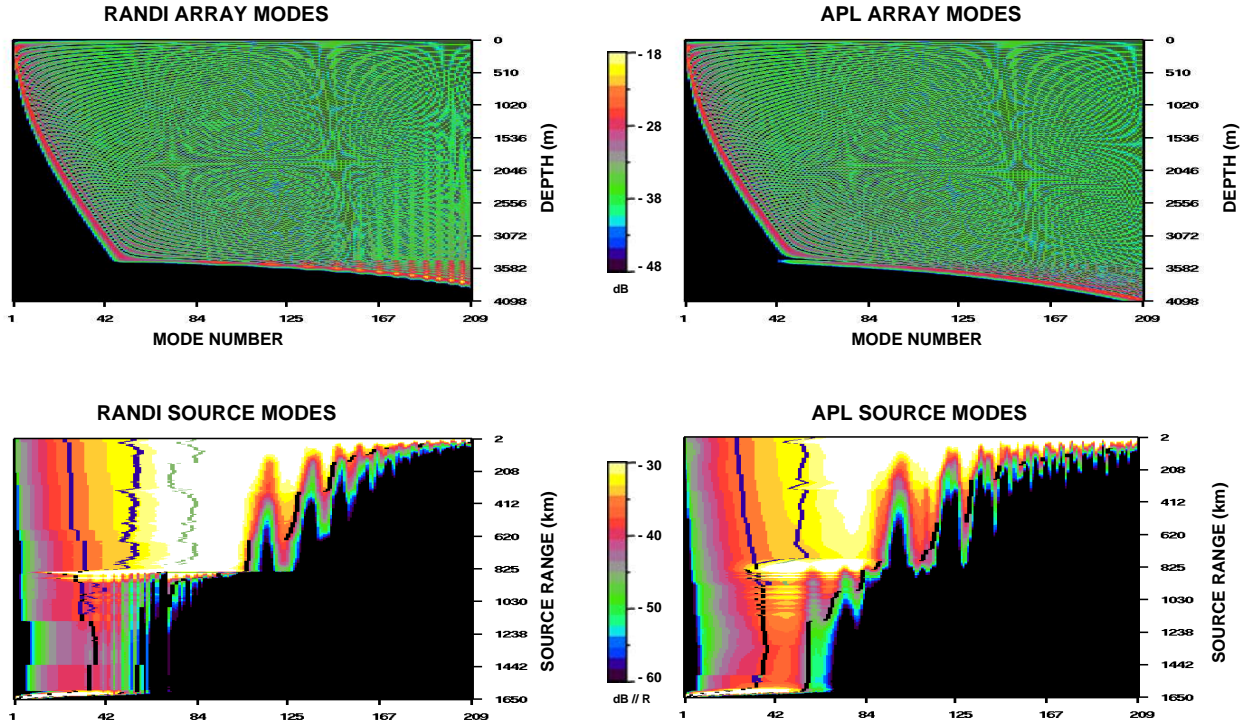 RANDI ARRAY MODES
APL ARRAY MODES
0
510
1020
1536
2046
2556
3072
3582
4098
DEPTH (m)
1 42 84 125 167 209
MODE NUMBER
- 18
- 28
- 38
- 48
dB
0
510
1020
1536
2046
2556
3072
3582
4098
DEPTH (m)
1 42 84 125 167 209
MODE NUMBER
RANDI SOURCE MODES
APL SOURCE MODES
2
208
412
620
825
1030
1238
1442
1650
SOURCE RANGE (km)
1 42 84 125 167 209
- 30
- 40
- 50
- 60
dB // R
2
208
412
620
825
1030
1238
1442
1650
SOURCE RANGE (km)
1 42 84 125 167 209